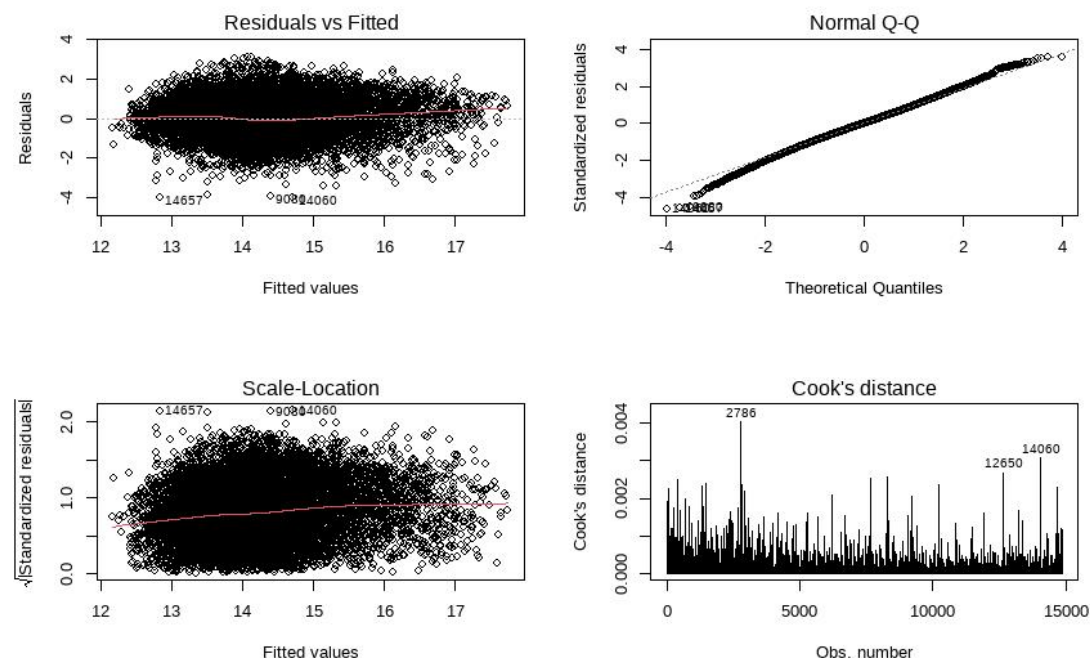 Residuals vs Fitted
Residuals
4
2
0
-2
-4
14657
14060
12 13 14 15 16 17
Fitted values
Normal Q-Q
Standardized residuals
4
2
0
-2
-4
-4 -2 0 2 4
Theoretical Quantiles
Scale-Location
√|Standardized residuals|
2.0
1.0
0.0
14657
14060
12 13 14 15 16 17
Fitted values
Cook's distance
Cook's distance
0.004
0.002
0.000
2786
12650
14060
0 5000 10000 15000
Obs. number